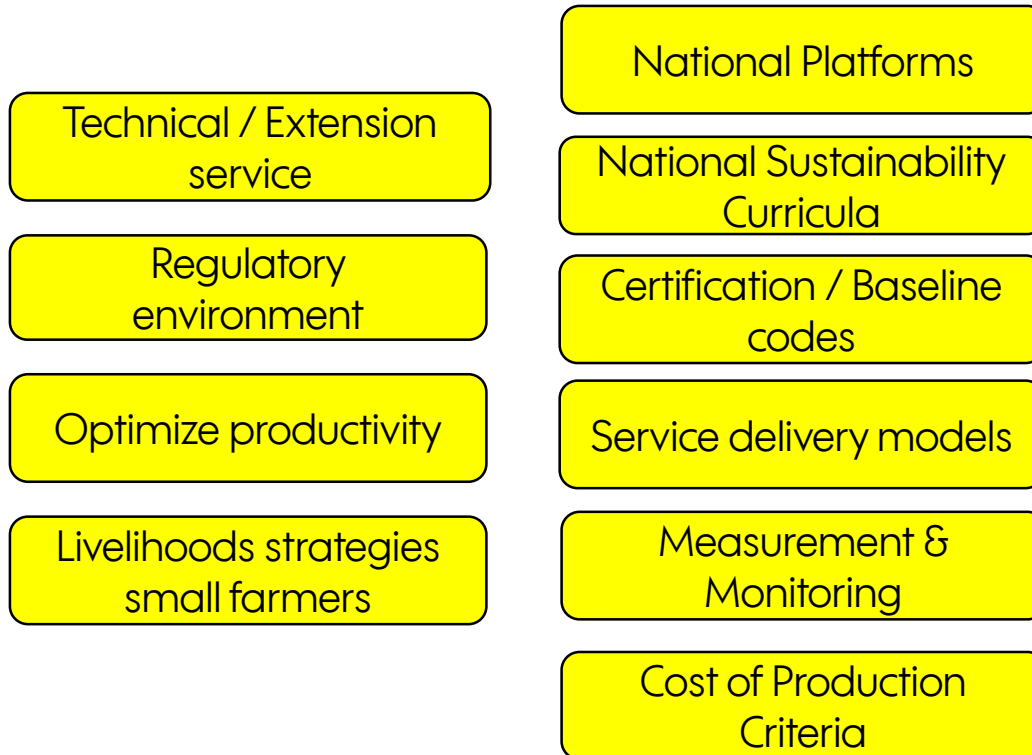 Technical / Extension
service
Regulatory
environment
Optimize productivity
Livelihoods strategies
small farmers
National Platforms
National Sustainability
Curricula
Certification / Baseline
codes
Service delivery models
Measurement &
Monitoring
Cost of Production
Criteria